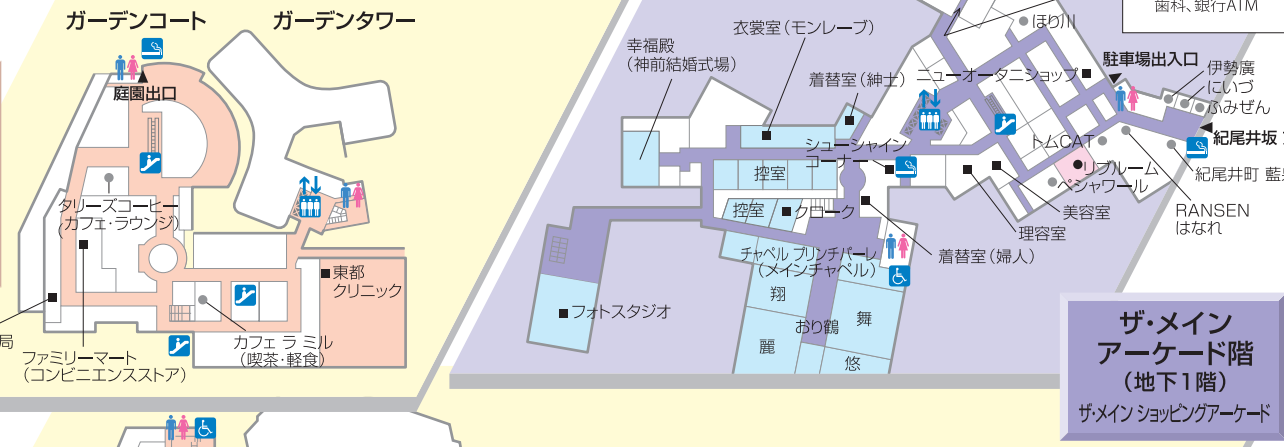 ガーデンコート
ガーデンタワー
庭園出口
タリーズコーヒー
(カフェ・ラウンジ)
東都
クリニック
局
ファミリーマート
(コンビニエンスストア)
カフェ ラ ミル
(喫茶・軽食)
歯科、銀行ATM
衣裳室(モンレーブ)
幸福殿
(神前結婚式場)
着替室(紳士)
ほり川
ニューオータニショップ
駐車場出入口
伊勢廣
にいづ
ふみぜん
紀尾井坂
シューシャイン
コーナー
トムCAT
リブルーム
ペシャワール
紀尾井町 藍
控室
控室
クローク
美容室
RANSEN
はなれ
理容室
着替室(婦人)
チャペル プリンチパーレ
(メインチャペル)
フォトスタジオ
翔
おり鶴
舞
麗
悠
ザ・メイン
アーケード階
(地下1階)
ザ・メイン ショッピングアーケード